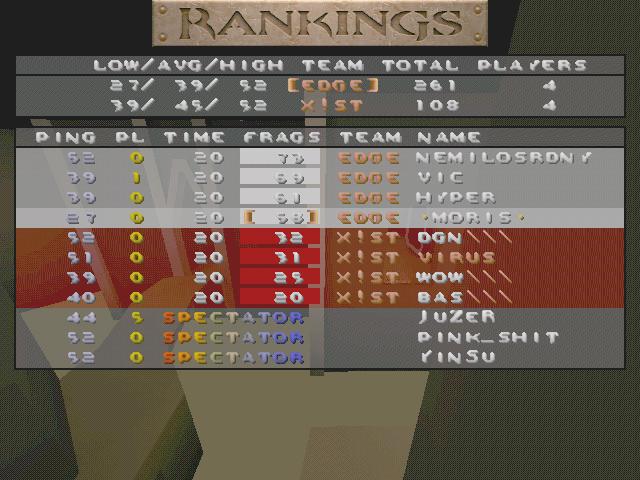 RANKINGS
LOW/AVG/HIGH TEAM TOTAL PLAYERS
27/ 39/ 52 [EDGE] 261 4
39/ 45/ 52 X!ST 108 4
PING PL TIME FRAGS TEAM NAME
52 0 20 73 EDGE NEMILOSRDNY
39 1 20 69 EDGE VIC
39 0 20 61 EDGE HYPER
27 0 20 [ 58] EDGE •MORIS•
52 0 20 32 X!ST DGN\\\
51 0 20 31 X!ST VIRUS
39 0 20 25 X!ST WOW\\\
40 0 20 20 X!ST BAS\\\
44 5 SPECTATOR JUZER
52 0 SPECTATOR PINK_SHIT
52 0 SPECTATOR YINSU